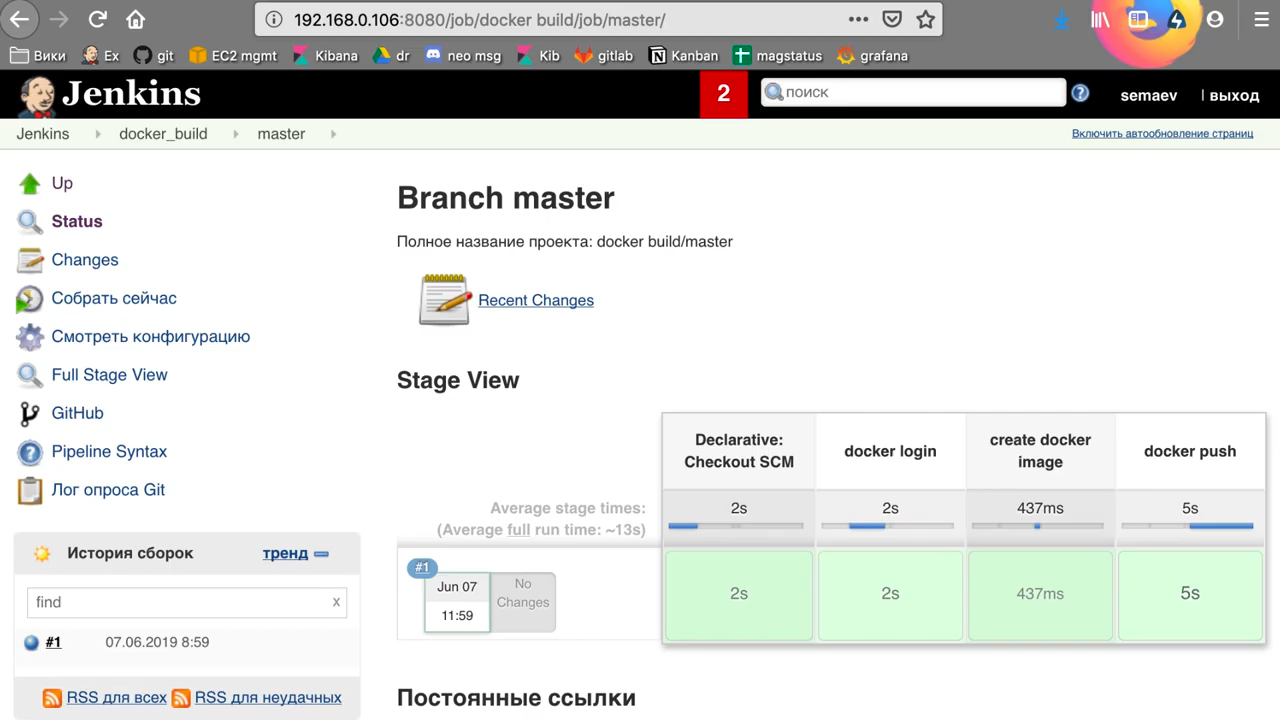 192.168.0.106:8080/job/docker build/job/master/
Вики Ex git EC2 mgmt Kibana dr neo msg Kib gitlab Kanban magstatus grafana
Jenkins 2 поиск semaev | выход
Jenkins docker_build master Включить автообновление страниц
Up
Status
Changes
Собрать сейчас
Смотреть конфигурацию
Full Stage View
GitHub
Pipeline Syntax
Лог опроса Git
История сборок тренд
find x
#1 07.06.2019 8:59
RSS для всех RSS для неудачных
Branch master
Полное название проекта: docker build/master
Recent Changes
Stage View
Declarative: Checkout SCM docker login create docker image docker push
Average stage times: 2s 2s 437ms 5s
(Average full run time: ~13s)
#1
Jun 07 No Changes
11:59
2s 2s 437ms 5s
Постоянные ссылки